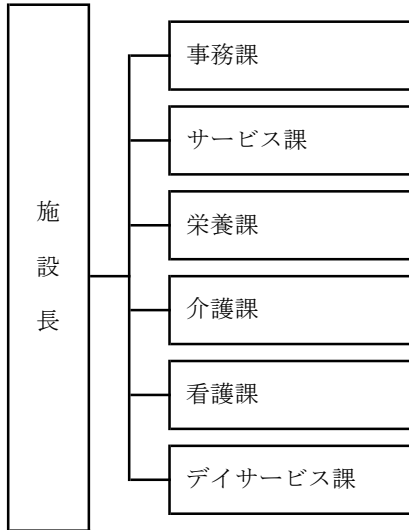 施設長
事務課
サービス課
栄養課
介護課
看護課
デイサービス課